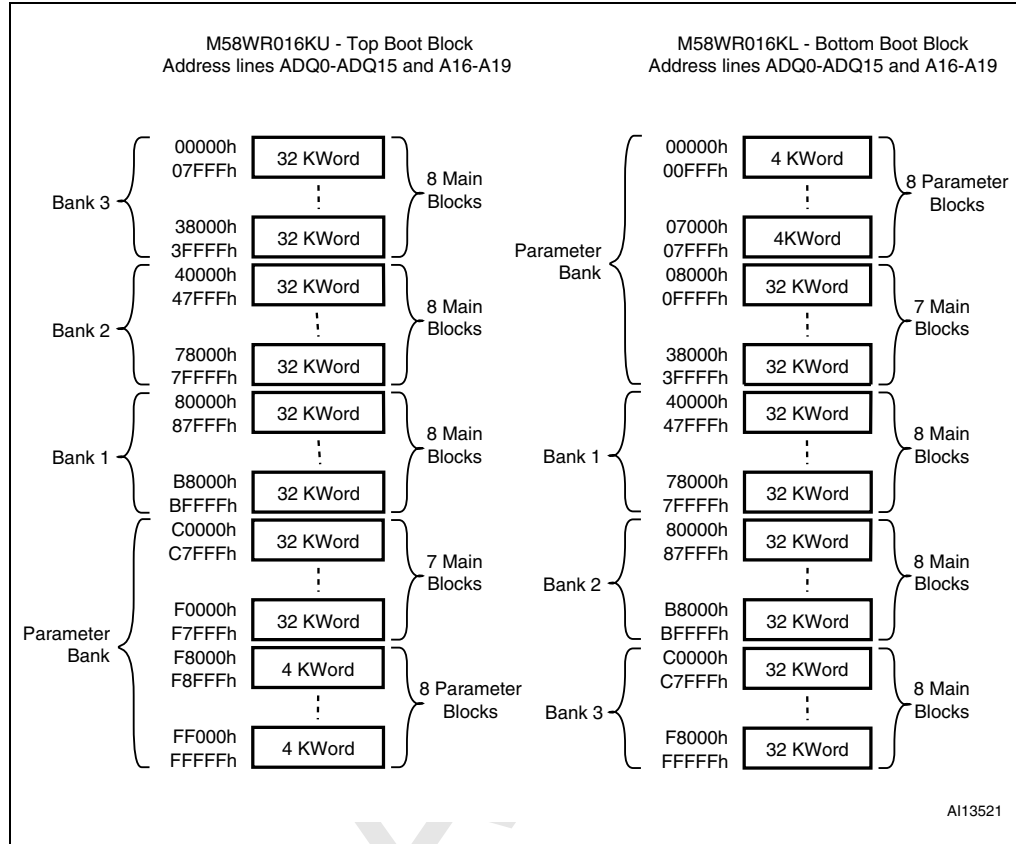 M58WR016KU - Top Boot Block
Address lines ADQ0-ADQ15 and A16-A19
00000h
07FFFh
32 KWord
Bank 3
8 Main
Blocks
38000h
3FFFFh
32 KWord
40000h
47FFFh
32 KWord
Bank 2
8 Main
Blocks
78000h
7FFFFh
32 KWord
80000h
87FFFh
32 KWord
Bank 1
8 Main
Blocks
B8000h
BFFFFh
32 KWord
C0000h
C7FFFh
32 KWord
7 Main
Blocks
F0000h
F7FFFh
32 KWord
Parameter
Bank
F8000h
F8FFFh
4 KWord
8 Parameter
Blocks
FF000h
FFFFFh
4 KWord
M58WR016KL - Bottom Boot Block
Address lines ADQ0-ADQ15 and A16-A19
00000h
00FFFh
4 KWord
8 Parameter
Blocks
07000h
07FFFh
4KWord
Parameter
Bank
08000h
0FFFFh
32 KWord
7 Main
Blocks
38000h
3FFFFh
32 KWord
40000h
47FFFh
32 KWord
Bank 1
8 Main
Blocks
78000h
7FFFFh
32 KWord
80000h
87FFFh
32 KWord
Bank 2
8 Main
Blocks
B8000h
BFFFFh
32 KWord
C0000h
C7FFFh
32 KWord
Bank 3
8 Main
Blocks
F8000h
FFFFFh
32 KWord
AI13521